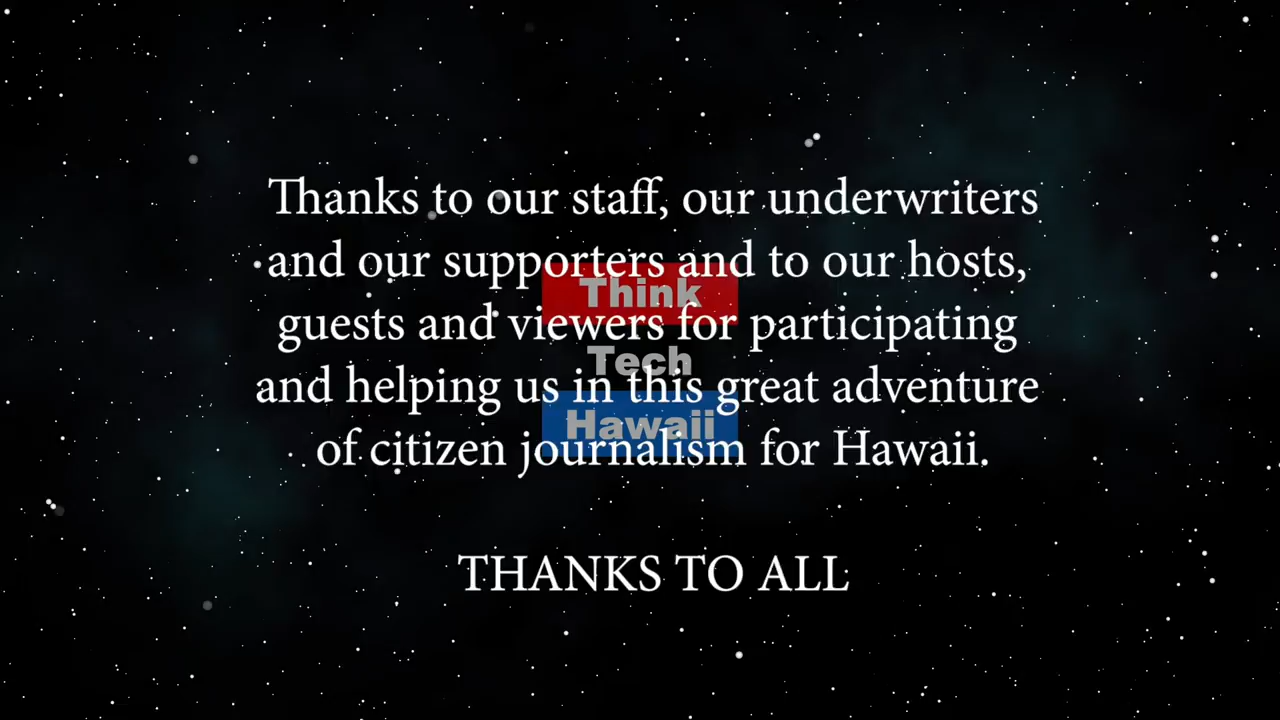 Thanks to our staff, our underwriters
and our supporters and to our hosts,
Think
guests and viewers for participating
Tech
and helping us in this great adventure
Hawaii
of citizen journalism for Hawaii.
THANKS TO ALL